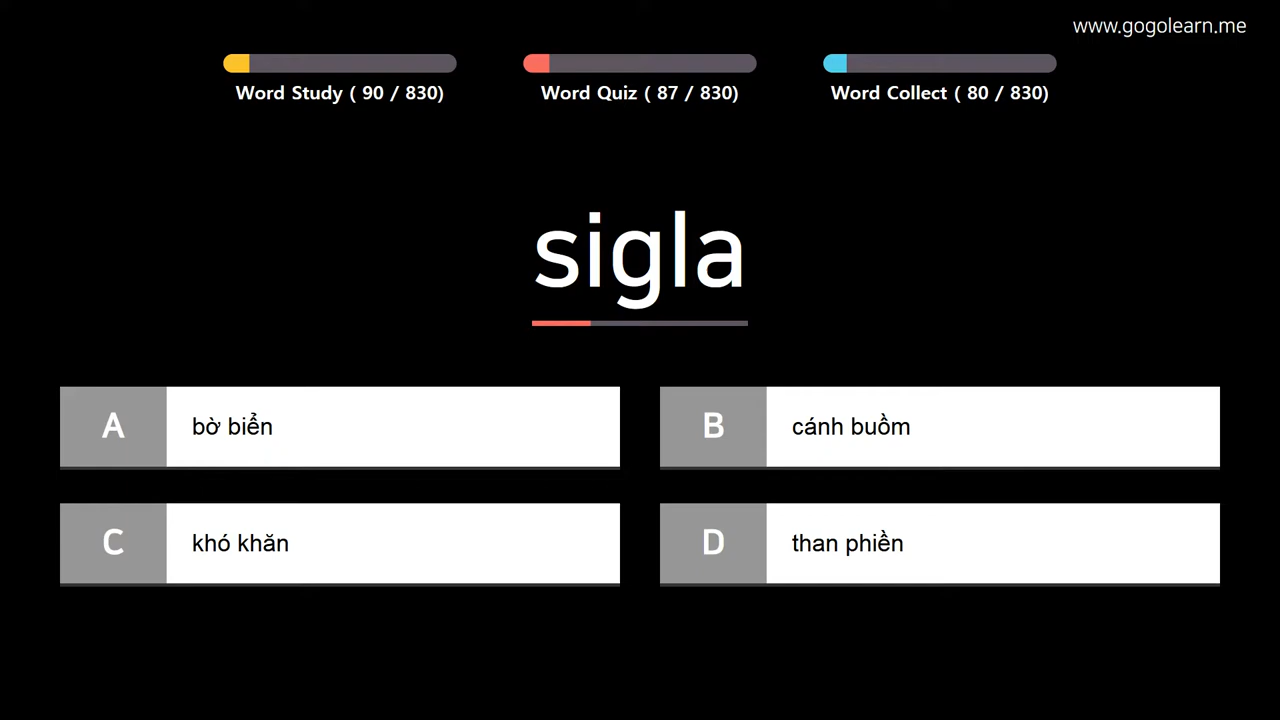 www.gogolearn.me
Word Study ( 90 / 830)
Word Quiz ( 87 / 830)
Word Collect ( 80 / 830)
sigla
A bờ biển
B cánh buồm
C khó khăn
D than phiền